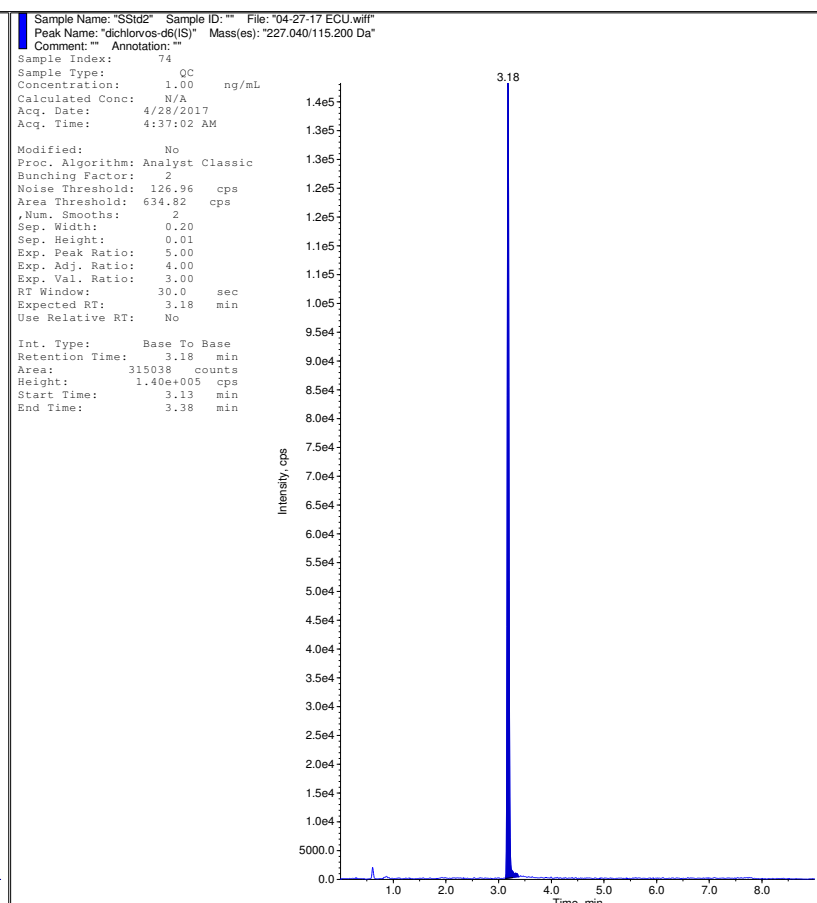 Sample Name: "SStd2" Sample ID: "" File: "04-27-17 ECU.wiff"
Peak Name: "dichlorvos-d6(IS)" Mass(es): "227.040/115.200 Da"
Comment: "" Annotation: ""
Sample Index: 74
Sample Type: QC
Concentration: 1.00 ng/mL
Calculated Conc: N/A
Acq. Date: 4/28/2017
Acq. Time: 4:37:02 AM
Modified: No
Proc. Algorithm: Analyst Classic
Bunching Factor: 2
Noise Threshold: 126.96 cps
Area Threshold: 634.82 cps
,Num. Smooths: 2
Sep. Width: 0.20
Sep. Height: 0.01
Exp. Peak Ratio: 5.00
Exp. Adj. Ratio: 4.00
Exp. Val. Ratio: 3.00
RT Window: 30.0 sec
Expected RT: 3.18 min
Use Relative RT: No
Int. Type: Base To Base
Retention Time: 3.18 min
Area: 315038 counts
Height: 1.40e+005 cps
Start Time: 3.13 min
End Time: 3.38 min
3.18
1.4e5
1.3e5
1.3e5
1.2e5
1.2e5
1.1e5
1.1e5
1.0e5
9.5e4
9.0e4
8.5e4
8.0e4
7.5e4
7.0e4
6.5e4
6.0e4
5.5e4
5.0e4
4.5e4
4.0e4
3.5e4
3.0e4
2.5e4
2.0e4
1.5e4
1.0e4
5000.0
0.0
Intensity, cps
1.0 2.0 3.0 4.0 5.0 6.0 7.0 8.0
Time, min